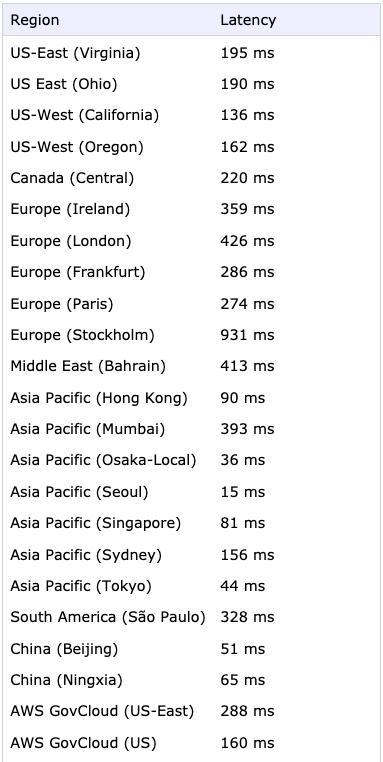 Region Latency
US-East (Virginia) 195 ms
US East (Ohio) 190 ms
US-West (California) 136 ms
US-West (Oregon) 162 ms
Canada (Central) 220 ms
Europe (Ireland) 359 ms
Europe (London) 426 ms
Europe (Frankfurt) 286 ms
Europe (Paris) 274 ms
Europe (Stockholm) 931 ms
Middle East (Bahrain) 413 ms
Asia Pacific (Hong Kong) 90 ms
Asia Pacific (Mumbai) 393 ms
Asia Pacific (Osaka-Local) 36 ms
Asia Pacific (Seoul) 15 ms
Asia Pacific (Singapore) 81 ms
Asia Pacific (Sydney) 156 ms
Asia Pacific (Tokyo) 44 ms
South America (São Paulo) 328 ms
China (Beijing) 51 ms
China (Ningxia) 65 ms
AWS GovCloud (US-East) 288 ms
AWS GovCloud (US) 160 ms